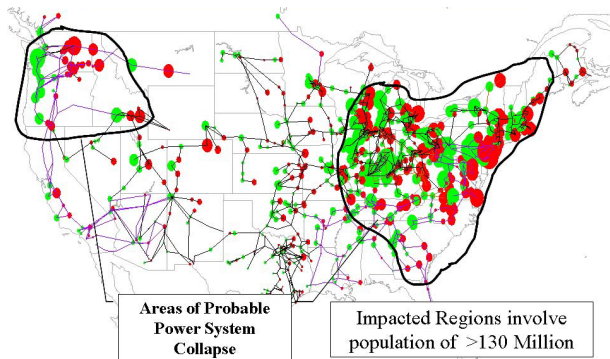 Areas of Probable
Power System
Collapse
Impacted Regions involve
population of >130 Million